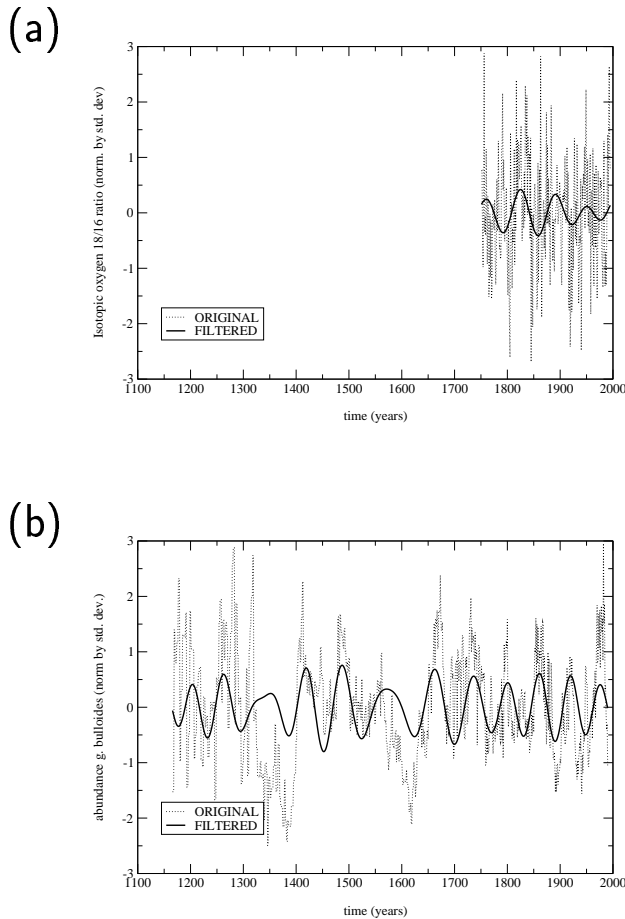 (a)
3
2
1
0
-1
-2
-3
Isotopic oxygen 18/16 ratio (norm. by std. dev)
ORIGINAL
FILTERED
1100 1200 1300 1400 1500 1600 1700 1800 1900 2000
time (years)
(b)
3
2
1
0
-1
-2
-3
abundance g. bulloides (norm by std. dev.)
ORIGINAL
FILTERED
1100 1200 1300 1400 1500 1600 1700 1800 1900 2000
time (years)